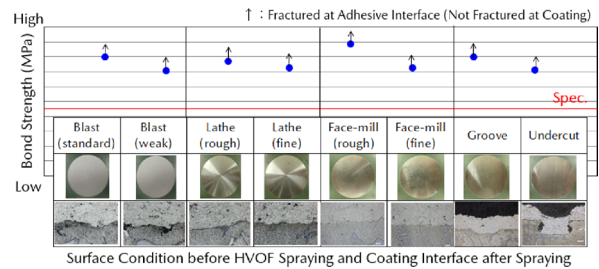 High
↑ : Fractured at Adhesive Interface (Not Fractured at Coating)
Bond Strength (MPa)
Spec.
Blast (standard)
Blast (weak)
Lathe (rough)
Lathe (fine)
Face-mill (rough)
Face-mill (fine)
Groove
Undercut
Low
Surface Condition before HVOF Spraying and Coating Interface after Spraying